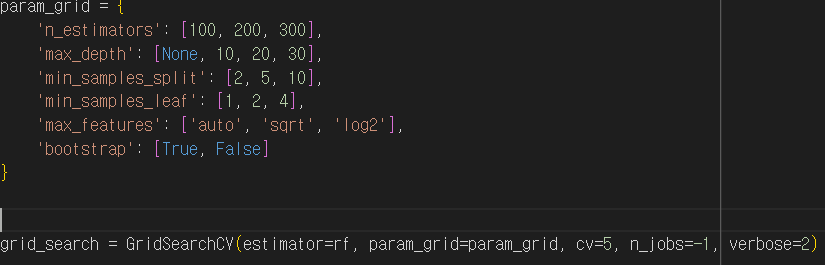 param_grid = {
    'n_estimators': [100, 200, 300],
    'max_depth': [None, 10, 20, 30],
    'min_samples_split': [2, 5, 10],
    'min_samples_leaf': [1, 2, 4],
    'max_features': ['auto', 'sqrt', 'log2'],
    'bootstrap': [True, False]
}
grid_search = GridSearchCV(estimator=rf, param_grid=param_grid, cv=5, n_jobs=-1, verbose=2)